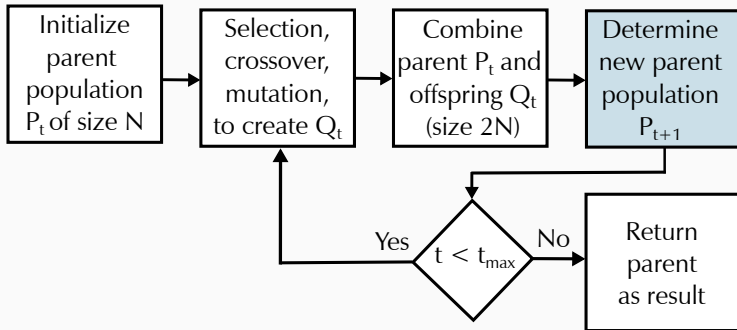 Initialize
parent
population
Pₜ of size N
Selection,
crossover,
mutation,
to create Qₜ
Combine
parent Pₜ and
offspring Qₜ
(size 2N)
Determine
new parent
population
Pₜ₊₁
Yes
t < tₘₐₓ
No
Return
parent
as result